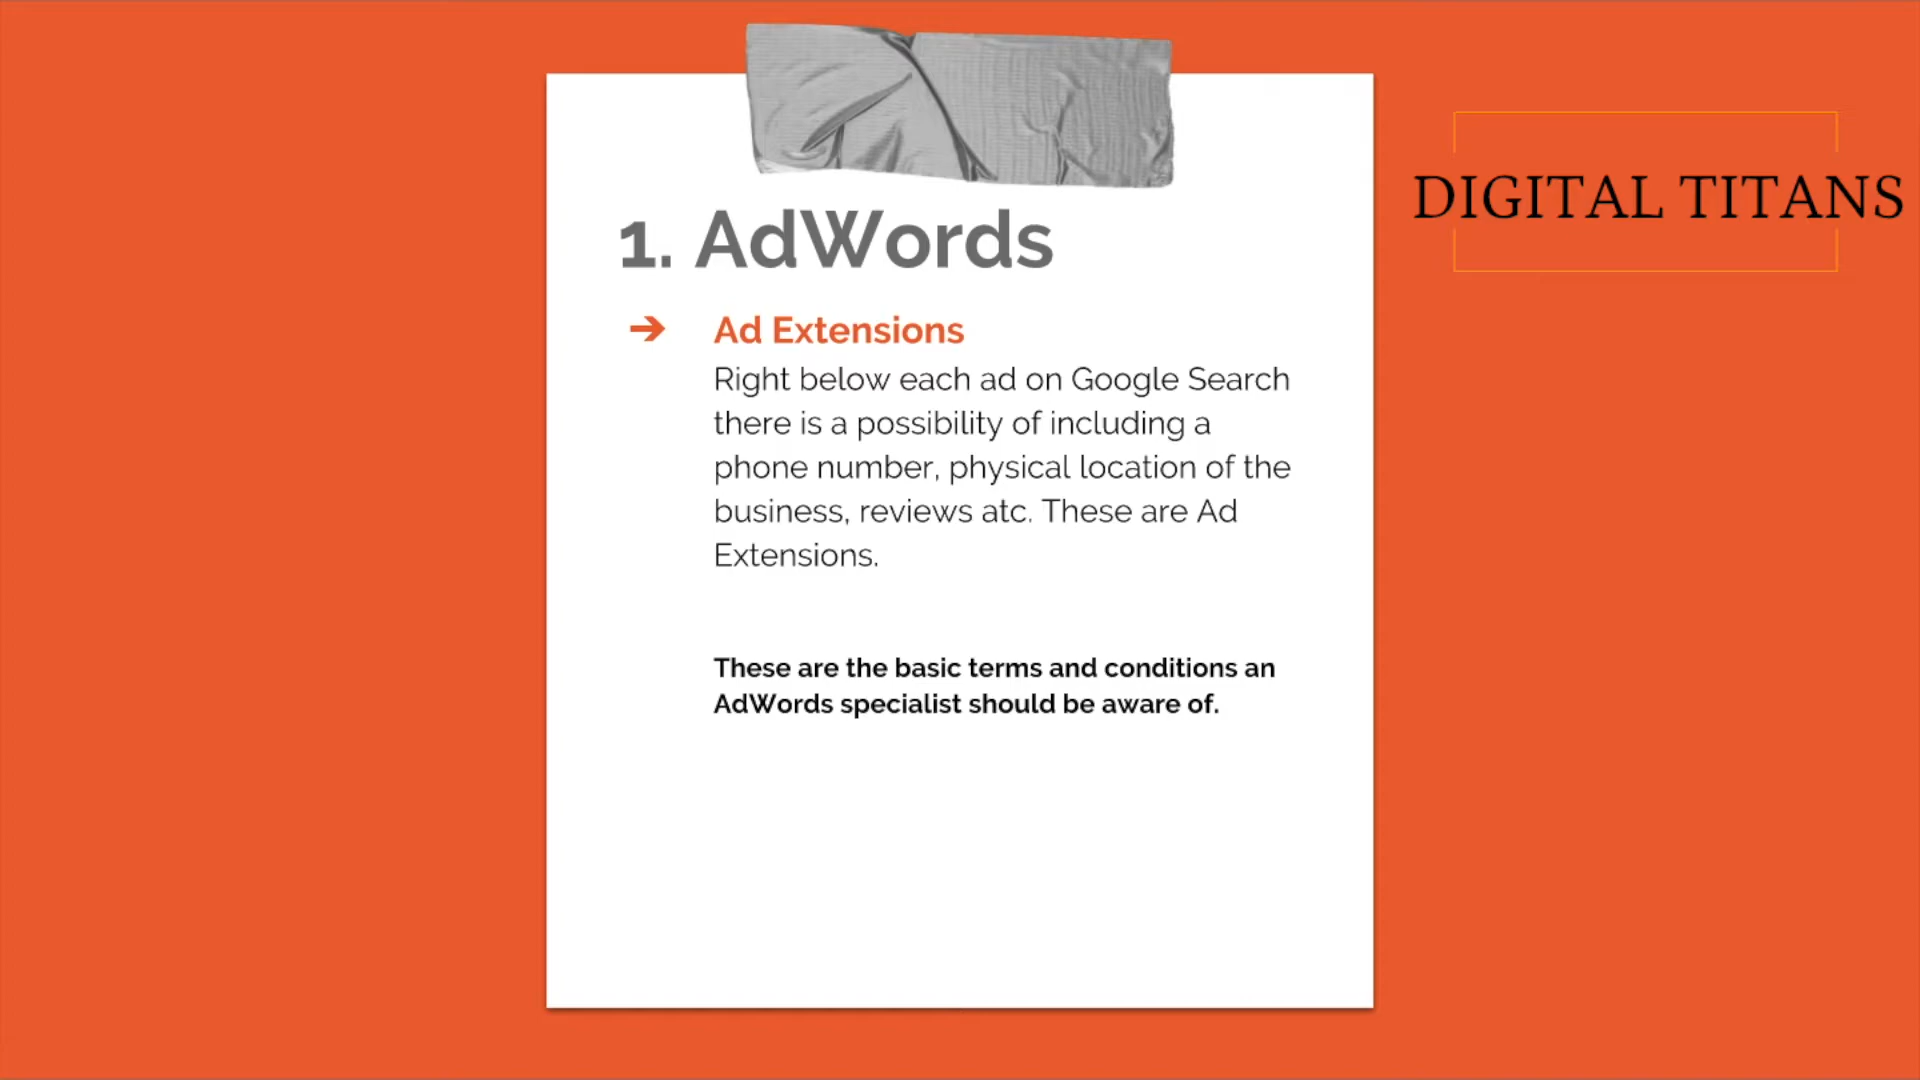 1. AdWords
DIGITAL TITANS
➔ Ad Extensions
Right below each ad on Google Search
there is a possibility of including a
phone number, physical location of the
business, reviews atc. These are Ad
Extensions.
These are the basic terms and conditions an
AdWords specialist should be aware of.